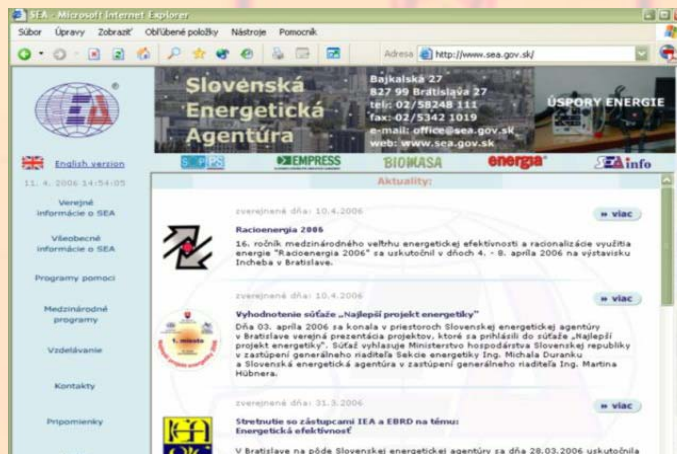 SEA - Microsoft Internet Explorer
Súbor Úpravy Zobraziť Obľúbené položky Nástroje Pomocník
Adresa http://www.sea.gov.sk/
SEA
Slovenská
Energetická
Agentúra
Bajkalská 27
827 99 Bratislava 27
tel: 02/58248 111
fax: 02/5342 1019
e-mail: office@sea.gov.sk
web: www.sea.gov.sk
ÚSPORY ENERGIE
English version
EMPRESS
BIOMASA
energia
SEA info
11. 4. 2006 14:54:05
Aktuality:
Verejné
informácie o SEA
Všeobecné
informácie o SEA
Programy pomoci
Medzinárodné
programy
Vzdelávanie
Kontakty
Pripomienky
zverejnené dňa: 10.4.2006
» viac
Racioenergia 2006
16. ročník medzinárodného veľtrhu energetickej efektívnosti a racionalizácie využitia
energie "Racioenergia 2006" sa uskutočnil v dňoch 4. - 8. apríla 2006 na výstavisku
Incheba v Bratislave.
zverejnené dňa: 10.4.2006
» viac
Vyhodnotenie súťaže „Najlepší projekt energetiky"
1. miesto
Dňa 03. apríla 2006 sa konala v priestoroch Slovenskej energetickej agentúry
v Bratislave verejná prezentácia projektov, ktoré sa prihlásili do súťaže „Najlepší
projekt energetiky". Súťaž vyhlasuje Ministerstvo hospodárstva Slovenskej republiky
v zastúpení generálneho riaditeľa Sekcie energetiky Ing. Michala Duranku
a Slovenská energetická agentúra v zastúpení generálneho riaditeľa Ing. Martina
Hübnera.
zverejnené dňa: 31.3.2006
» viac
Stretnutie so zástupcami IEA a EBRD na tému:
Energetická efektívnosť
V Bratislave na pôde Slovenskej energetickej agentúry sa dňa 28.03.2006 uskutočnila